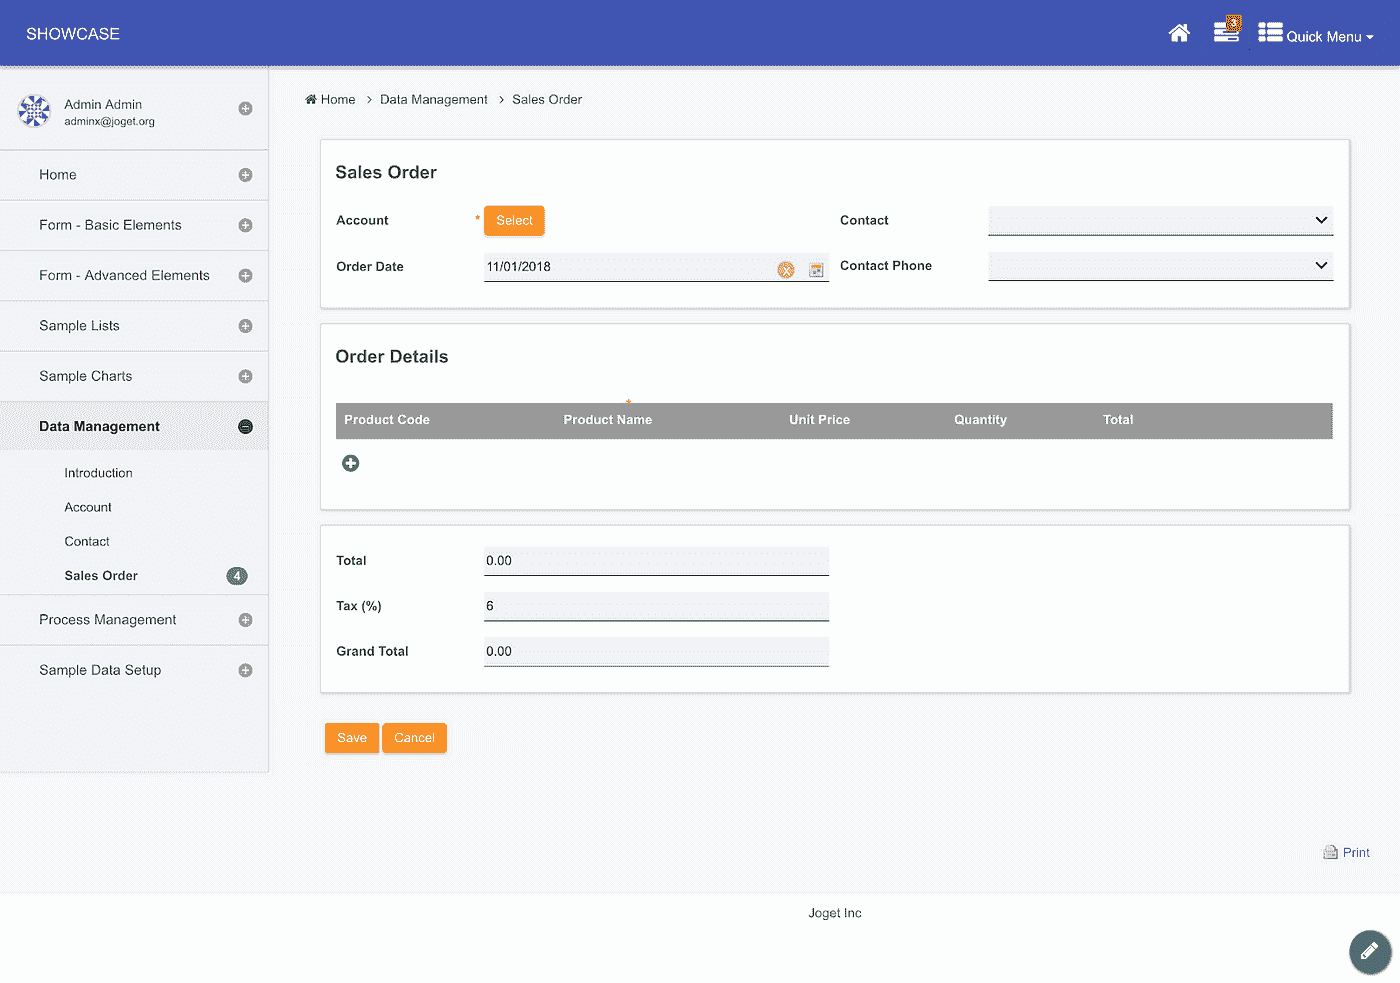 SHOWCASE
3
Quick Menu
Admin Admin
adminx@joget.org
Home
Form - Basic Elements
Form - Advanced Elements
Sample Lists
Sample Charts
Data Management
Introduction
Account
Contact
Sales Order 4
Process Management
Sample Data Setup
Home > Data Management > Sales Order
Sales Order
Account * Select Contact
Order Date 11/01/2018 Contact Phone
Order Details
*
Product Code Product Name Unit Price Quantity Total
Total 0.00
Tax (%) 6
Grand Total 0.00
Save Cancel
Print
Joget Inc